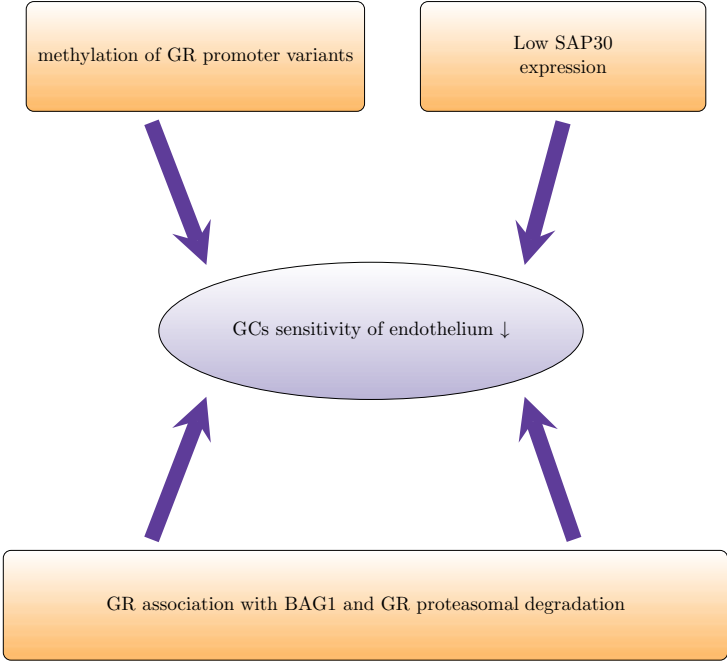 methylation of GR promoter variants
Low SAP30
expression
GCs sensitivity of endothelium ↓
GR association with BAG1 and GR proteasomal degradation